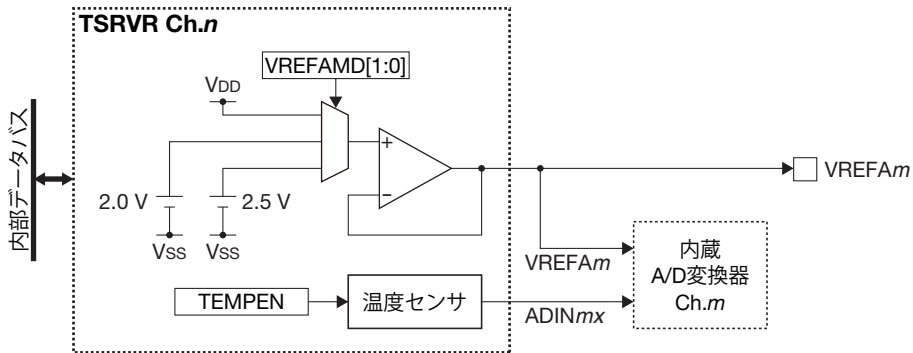 TSRVR Ch.n
VREFAMD[1:0]
VDD
内部データバス
+
−
VREFAm
2.0 V
2.5 V
VSS
VSS
VREFAm
内蔵
A/D変換器
Ch.m
TEMPEN
温度センサ
ADINmx